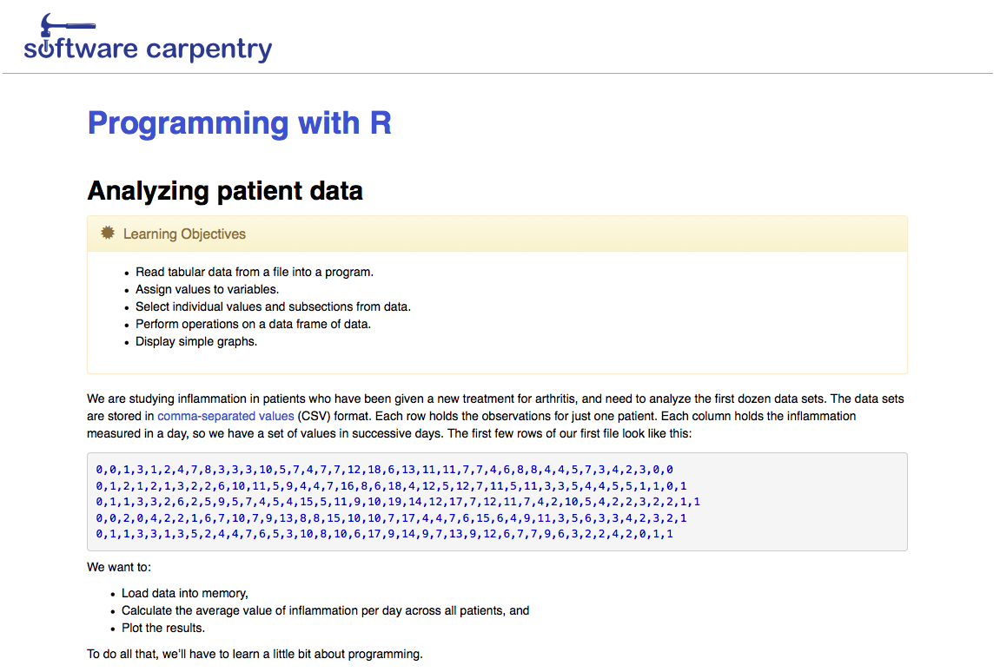 software carpentry
Programming with R
Analyzing patient data
Learning Objectives
Read tabular data from a file into a program.
Assign values to variables.
Select individual values and subsections from data.
Perform operations on a data frame of data.
Display simple graphs.
We are studying inflammation in patients who have been given a new treatment for arthritis, and need to analyze the first dozen data sets. The data sets
are stored in comma-separated values (CSV) format. Each row holds the observations for just one patient. Each column holds the inflammation
measured in a day, so we have a set of values in successive days. The first few rows of our first file look like this:
0,0,1,3,1,2,4,7,8,3,3,3,10,5,7,4,7,7,12,18,6,13,11,11,7,7,4,6,8,8,4,4,5,7,3,4,2,3,0,0
0,1,2,1,2,1,3,2,2,6,10,11,5,9,4,4,7,16,8,6,18,4,12,5,12,7,11,5,11,3,3,5,4,4,5,5,1,1,0,1
0,1,1,3,3,2,6,2,5,9,5,7,4,5,4,15,5,11,9,10,19,14,12,17,7,12,11,7,4,2,10,5,4,2,2,3,2,2,1,1
0,0,2,0,4,2,2,1,6,7,10,7,9,13,8,8,15,10,10,7,17,4,4,7,6,15,6,4,9,11,3,5,6,3,3,4,2,3,2,1
0,1,1,3,3,1,3,5,2,4,4,7,6,5,3,10,8,10,6,17,9,14,9,7,13,9,12,6,7,7,9,6,3,2,2,4,2,0,1,1
We want to:
Load data into memory,
Calculate the average value of inflammation per day across all patients, and
Plot the results.
To do all that, we'll have to learn a little bit about programming.